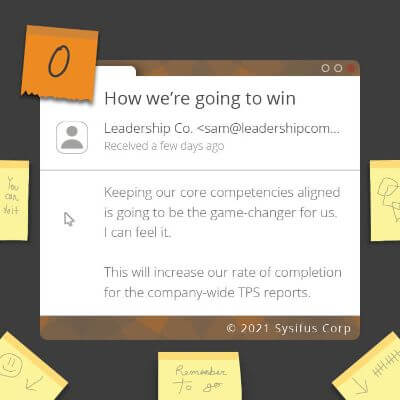 0
How we're going to win
Leadership Co. <sam@leadershipcom...
Received a few days ago
You
can
do it
Keeping our core competencies aligned
is going to be the game-changer for us.
I can feel it.
This will increase our rate of completion
for the company-wide TPS reports.
© 2021 Sysifus Corp
Remember
to go